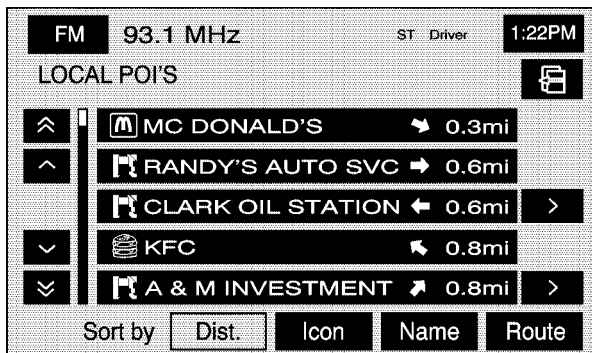 FM 93.1 MHz ST Driver 1:22PM
LOCAL POI'S
MC DONALD'S 0.3mi
RANDY'S AUTO SVC 0.6mi
CLARK OIL STATION 0.6mi
KFC 0.8mi
A & M INVESTMENT 0.8mi
Sort by Dist. Icon Name Route